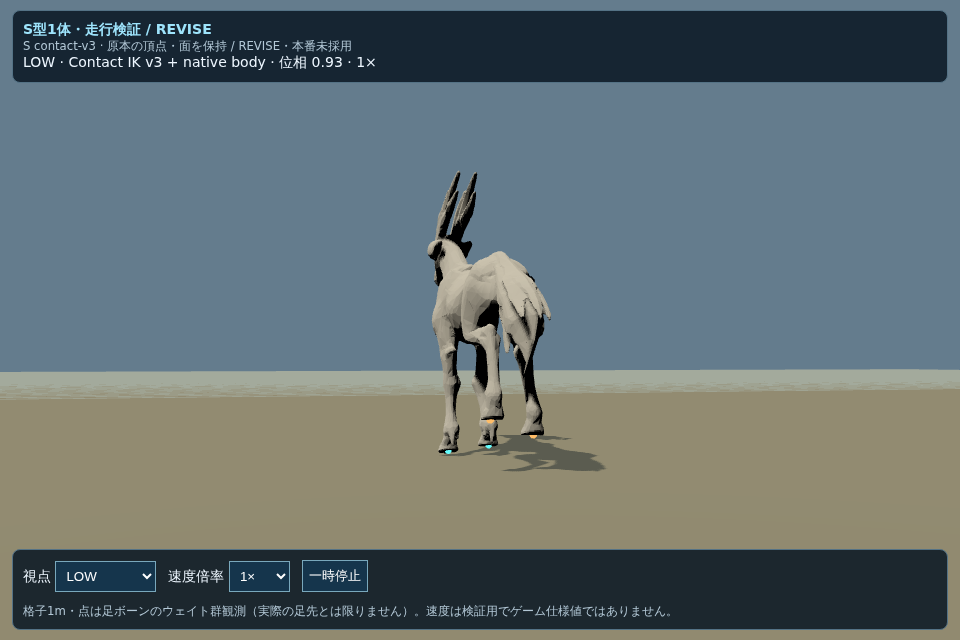 S型1体・走行検証 / REVISE
S contact-v3 · 原本の頂点・面を保持 / REVISE・本番未採用
LOW · Contact IK v3 + native body · 位相 0.93 · 1×
視点 LOW 速度倍率 1× 一時停止
格子1m・点は足ボーンのウェイト群観測（実際の足先とは限りません）。速度は検証用でゲーム仕様値ではありません。